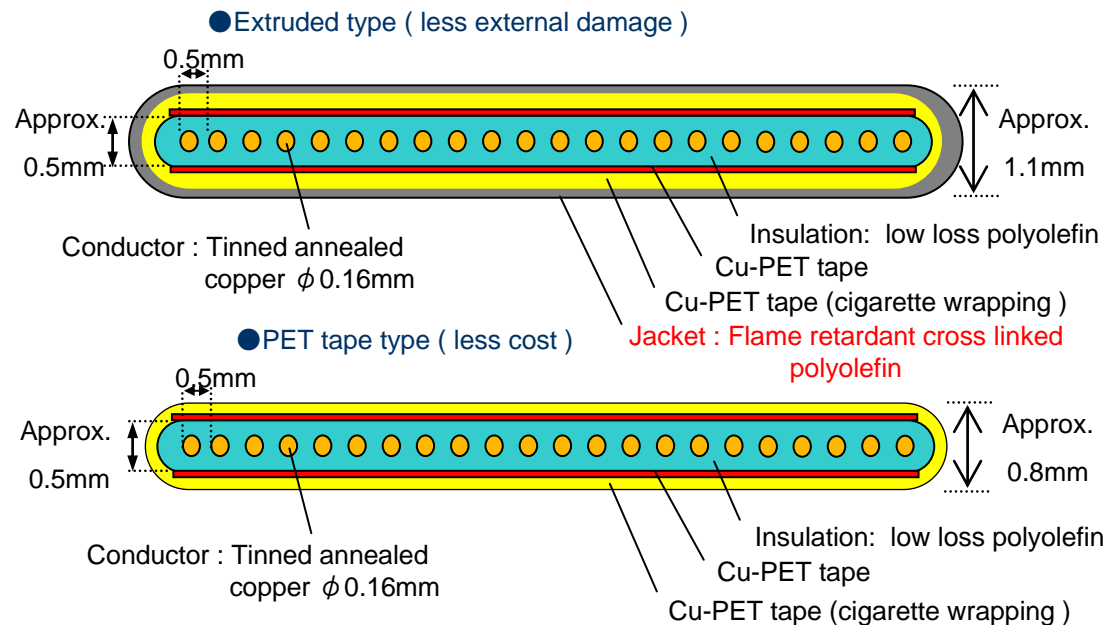 ●Extruded type ( less external damage )
0.5mm
Approx.
0.5mm
Approx.
1.1mm
Conductor : Tinned annealed
copper φ0.16mm
Insulation: low loss polyolefin
Cu-PET tape
Cu-PET tape (cigarette wrapping )
Jacket : Flame retardant cross linked
polyolefin
●PET tape type ( less cost )
0.5mm
Approx.
0.5mm
Approx.
0.8mm
Conductor : Tinned annealed
copper φ0.16mm
Insulation: low loss polyolefin
Cu-PET tape
Cu-PET tape (cigarette wrapping )